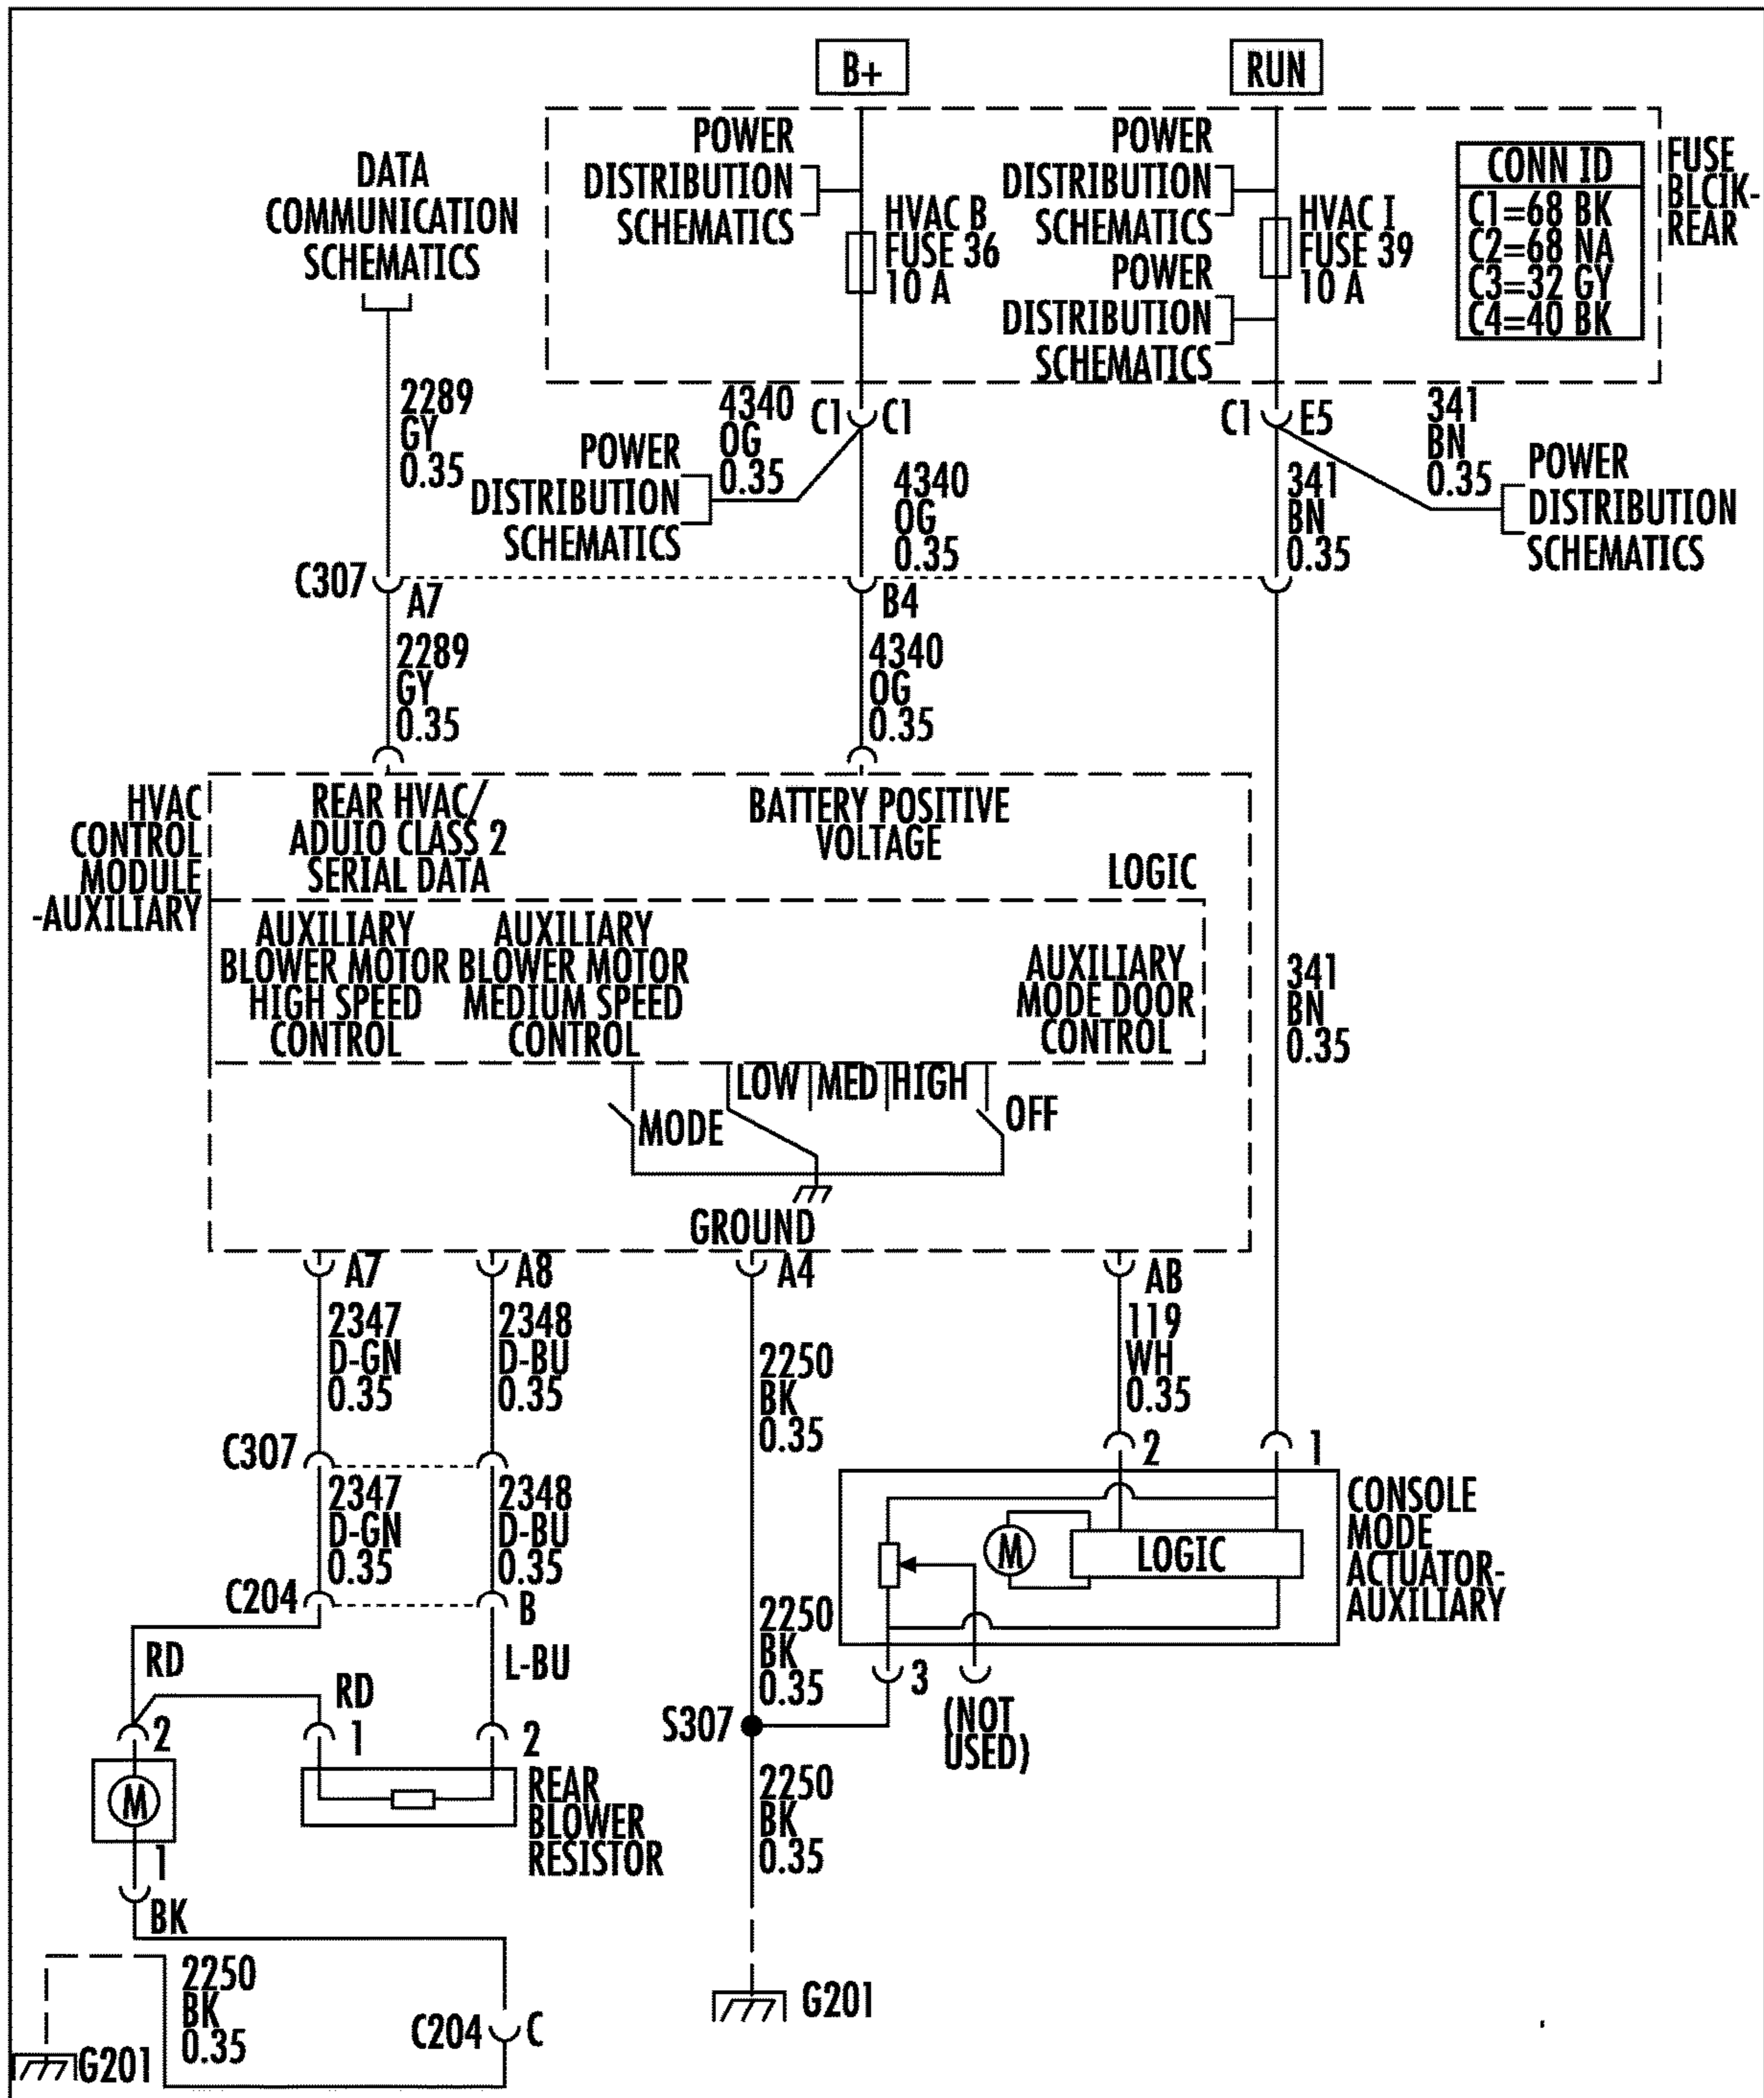 B+
RUN
POWER
DISTRIBUTION
SCHEMATICS
HVAC B
FUSE 36
10 A
POWER
DISTRIBUTION
SCHEMATICS
POWER
DISTRIBUTION
SCHEMATICS
HVAC I
FUSE 39
10 A
CONN ID
C1=68 BK
C2=68 NA
C3=32 GY
C4=40 BK
FUSE
BLCIK-
REAR
DATA
COMMUNICATION
SCHEMATICS
2289
GY
0.35
POWER
DISTRIBUTION
SCHEMATICS
4340
OG
0.35
C1
C1
4340
OG
0.35
C1
E5
341
BN
0.35
341
BN
0.35
POWER
DISTRIBUTION
SCHEMATICS
C307
A7
B4
2289
GY
0.35
4340
OG
0.35
HVAC
CONTROL
MODULE
-AUXILIARY
REAR HVAC/
ADUIO CLASS 2
SERIAL DATA
BATTERY POSITIVE
VOLTAGE
LOGIC
AUXILIARY
BLOWER MOTOR
HIGH SPEED
CONTROL
AUXILIARY
BLOWER MOTOR
MEDIUM SPEED
CONTROL
AUXILIARY
MODE DOOR
CONTROL
341
BN
0.35
LOW MED HIGH
MODE
OFF
GROUND
A7
A8
A4
AB
2347
D-GN
0.35
2348
D-BU
0.35
2250
BK
0.35
119
WH
0.35
C307
2
1
2347
D-GN
0.35
2348
D-BU
0.35
M
LOGIC
CONSOLE
MODE
ACTUATOR-
AUXILIARY
C204
B
2250
BK
0.35
RD
RD
L-BU
3
(NOT
USED)
S307
2
1
2
M
REAR
BLOWER
RESISTOR
2250
BK
0.35
1
BK
2250
BK
0.35
G201
C204
C
G201